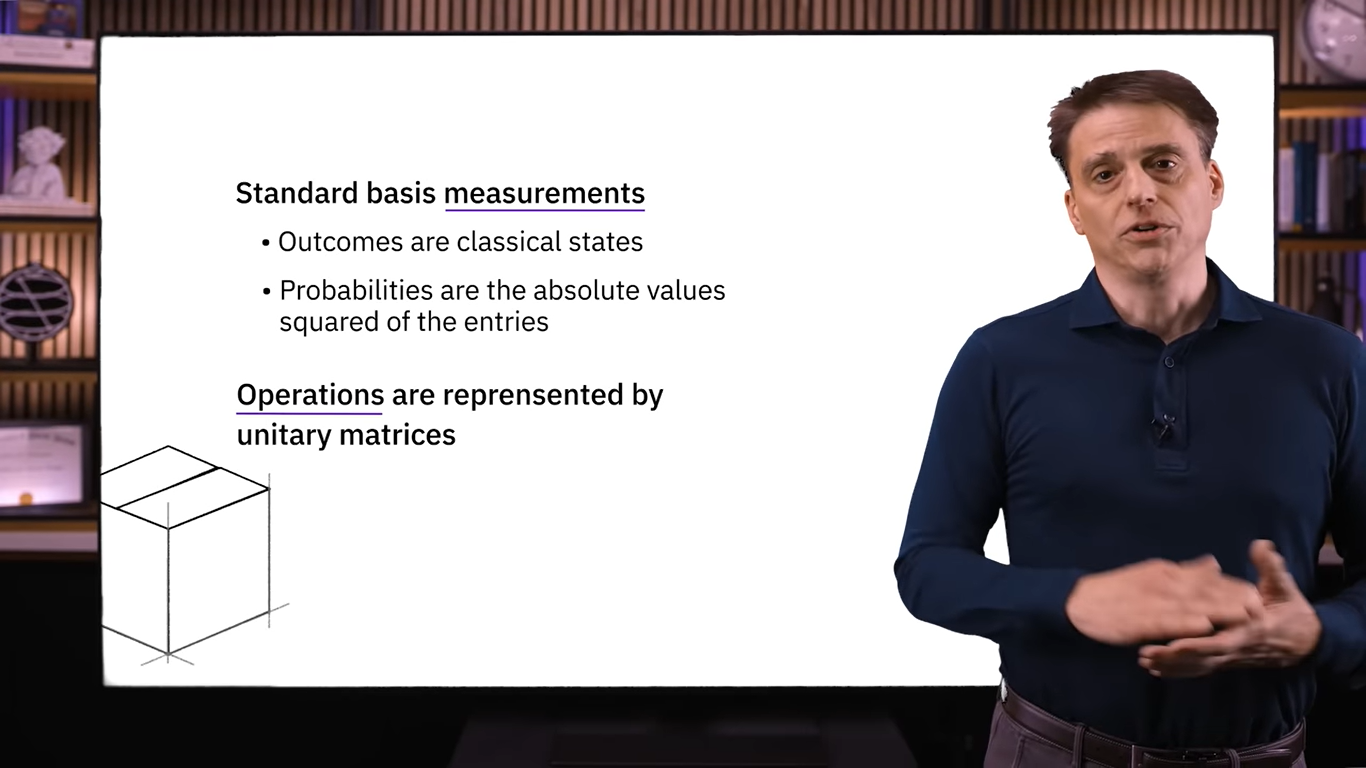 Standard basis measurements
• Outcomes are classical states
• Probabilities are the absolute values
squared of the entries
Operations are reprensented by
unitary matrices